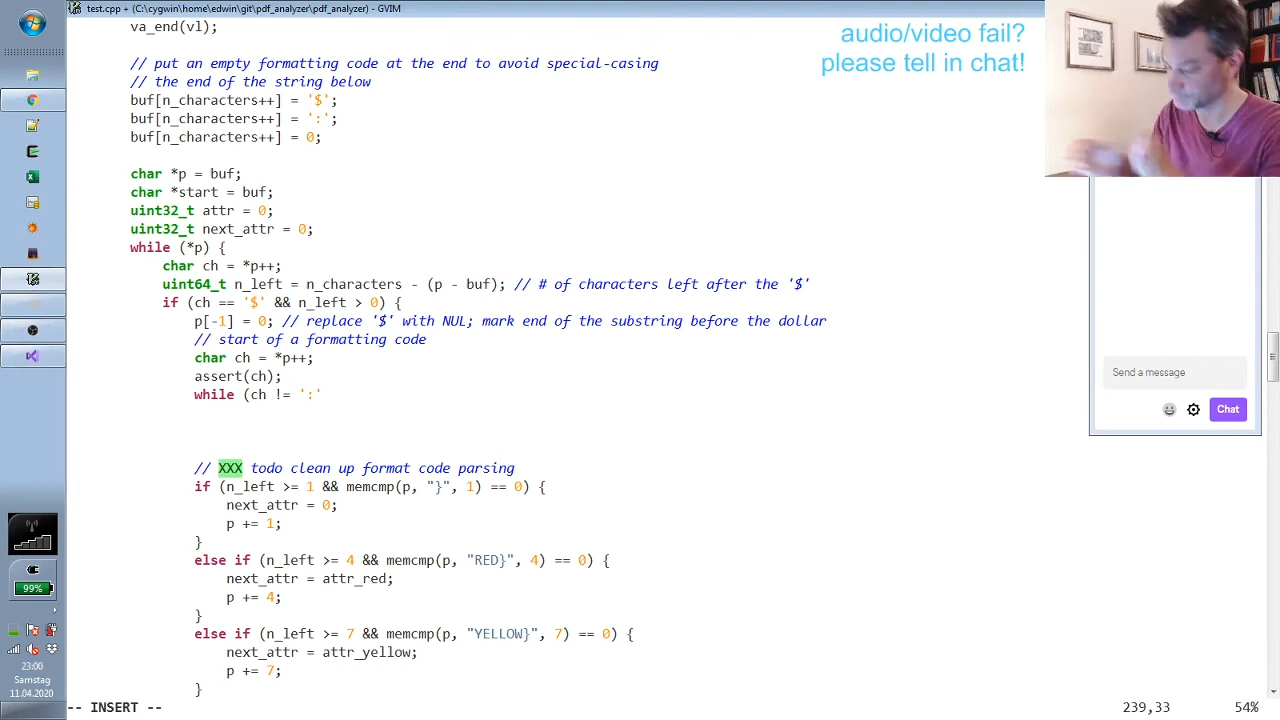 test.cpp + (C:\cygwin\home\edwin\git\pdf_analyzer\pdf_analyzer) - GVIM
va_end(vl);
audio/video fail?
please tell in chat!
// put an empty formatting code at the end to avoid special-casing
// the end of the string below
buf[n_characters++] = '$';
buf[n_characters++] = ':';
buf[n_characters++] = 0;
char *p = buf;
char *start = buf;
uint32_t attr = 0;
uint32_t next_attr = 0;
while (*p) {
char ch = *p++;
uint64_t n_left = n_characters - (p - buf); // # of characters left after the '$'
if (ch == '$' && n_left > 0) {
p[-1] = 0; // replace '$' with NUL; mark end of the substring before the dollar
// start of a formatting code
char ch = *p++;
assert(ch);
while (ch != ':'
Send a message
Chat
// XXX todo clean up format code parsing
if (n_left >= 1 && memcmp(p, "}", 1) == 0) {
next_attr = 0;
p += 1;
}
else if (n_left >= 4 && memcmp(p, "RED}", 4) == 0) {
next_attr = attr_red;
p += 4;
}
else if (n_left >= 7 && memcmp(p, "YELLOW}", 7) == 0) {
next_attr = attr_yellow;
p += 7;
}
99%
23:00
Samstag
11.04.2020
-- INSERT --
239,33
54%